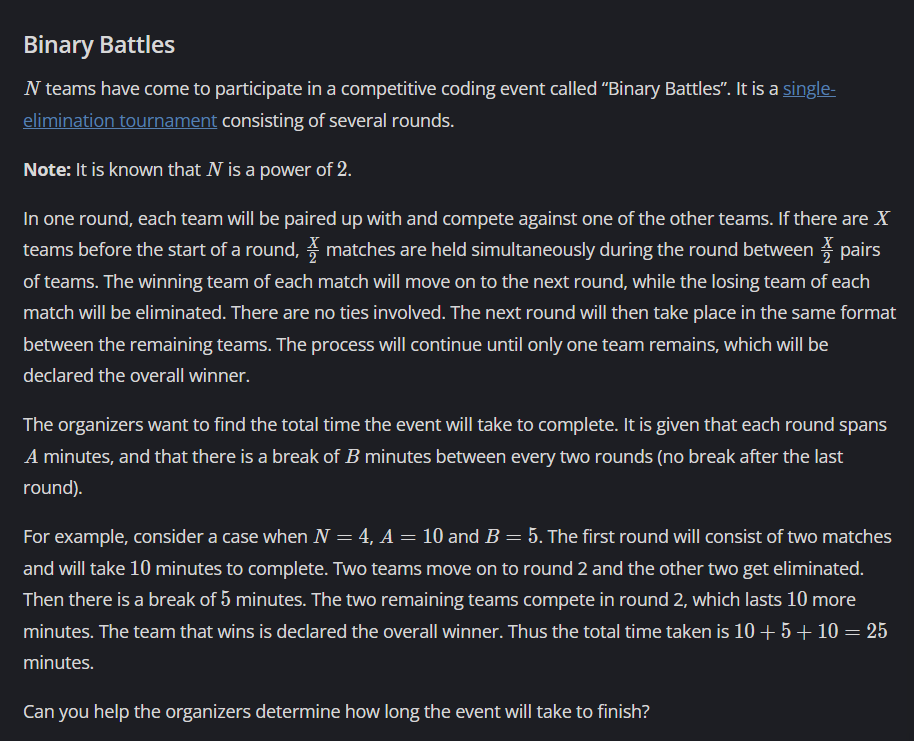 Binary Battles
N teams have come to participate in a competitive coding event called “Binary Battles”. It is a single-
elimination tournament consisting of several rounds.
Note: It is known that N is a power of 2.
In one round, each team will be paired up with and compete against one of the other teams. If there are X
teams before the start of a round, X/2 matches are held simultaneously during the round between X/2 pairs
of teams. The winning team of each match will move on to the next round, while the losing team of each
match will be eliminated. There are no ties involved. The next round will then take place in the same format
between the remaining teams. The process will continue until only one team remains, which will be
declared the overall winner.
The organizers want to find the total time the event will take to complete. It is given that each round spans
A minutes, and that there is a break of B minutes between every two rounds (no break after the last
round).
For example, consider a case when N = 4, A = 10 and B = 5. The first round will consist of two matches
and will take 10 minutes to complete. Two teams move on to round 2 and the other two get eliminated.
Then there is a break of 5 minutes. The two remaining teams compete in round 2, which lasts 10 more
minutes. The team that wins is declared the overall winner. Thus the total time taken is 10 + 5 + 10 = 25
minutes.
Can you help the organizers determine how long the event will take to finish?